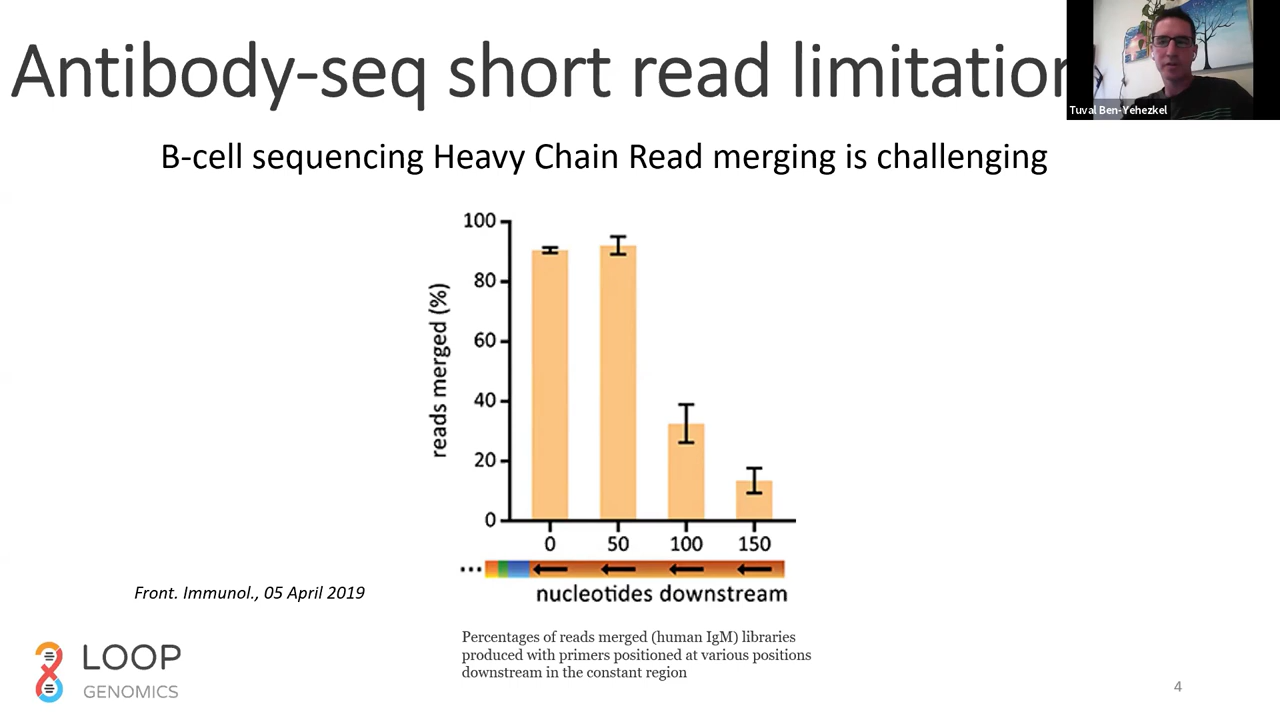 Antibody-seq short read limitation
Tuval Ben-Yehezkel
B-cell sequencing Heavy Chain Read merging is challenging
reads merged (%)
100
80
60
40
20
0
0 50 100 150
nucleotides downstream
Front. Immunol., 05 April 2019
Percentages of reads merged (human IgM) libraries
produced with primers positioned at various positions
downstream in the constant region
LOOP
GENOMICS
4